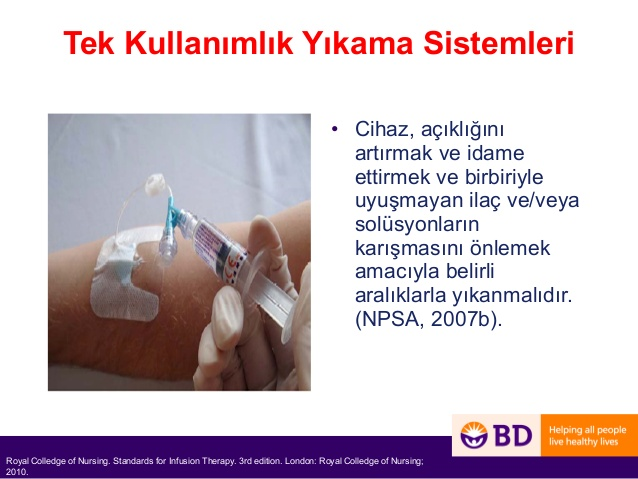 Tek Kullanımlık Yıkama Sistemleri
• Cihaz, açıklığını
artırmak ve idame
ettirmek ve birbiriyle
uyuşmayan ilaç ve/veya
solüsyonların
karışmasını önlemek
amacıyla belirli
aralıklarla yıkanmalıdır.
(NPSA, 2007b).
BD
Helping all people
live healthy lives
Royal Colledge of Nursing. Standards for Infusion Therapy. 3rd edition. London: Royal Colledge of Nursing;
2010.